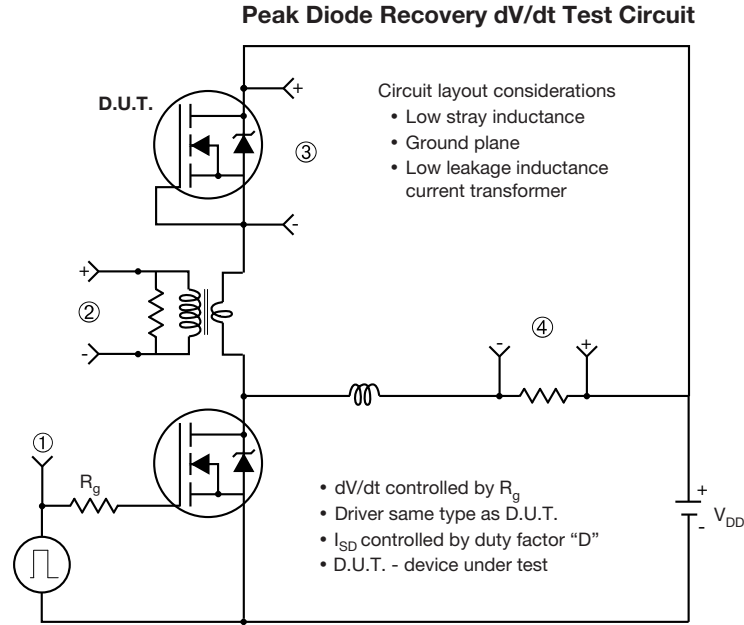 Peak Diode Recovery dV/dt Test Circuit
D.U.T.
+
Circuit layout considerations
• Low stray inductance
• Ground plane
• Low leakage inductance
current transformer
③
-
+
②
-
④
-
+
①
Rg
• dV/dt controlled by Rg
• Driver same type as D.U.T.
• ISD controlled by duty factor “D”
• D.U.T. - device under test
+
VDD
-